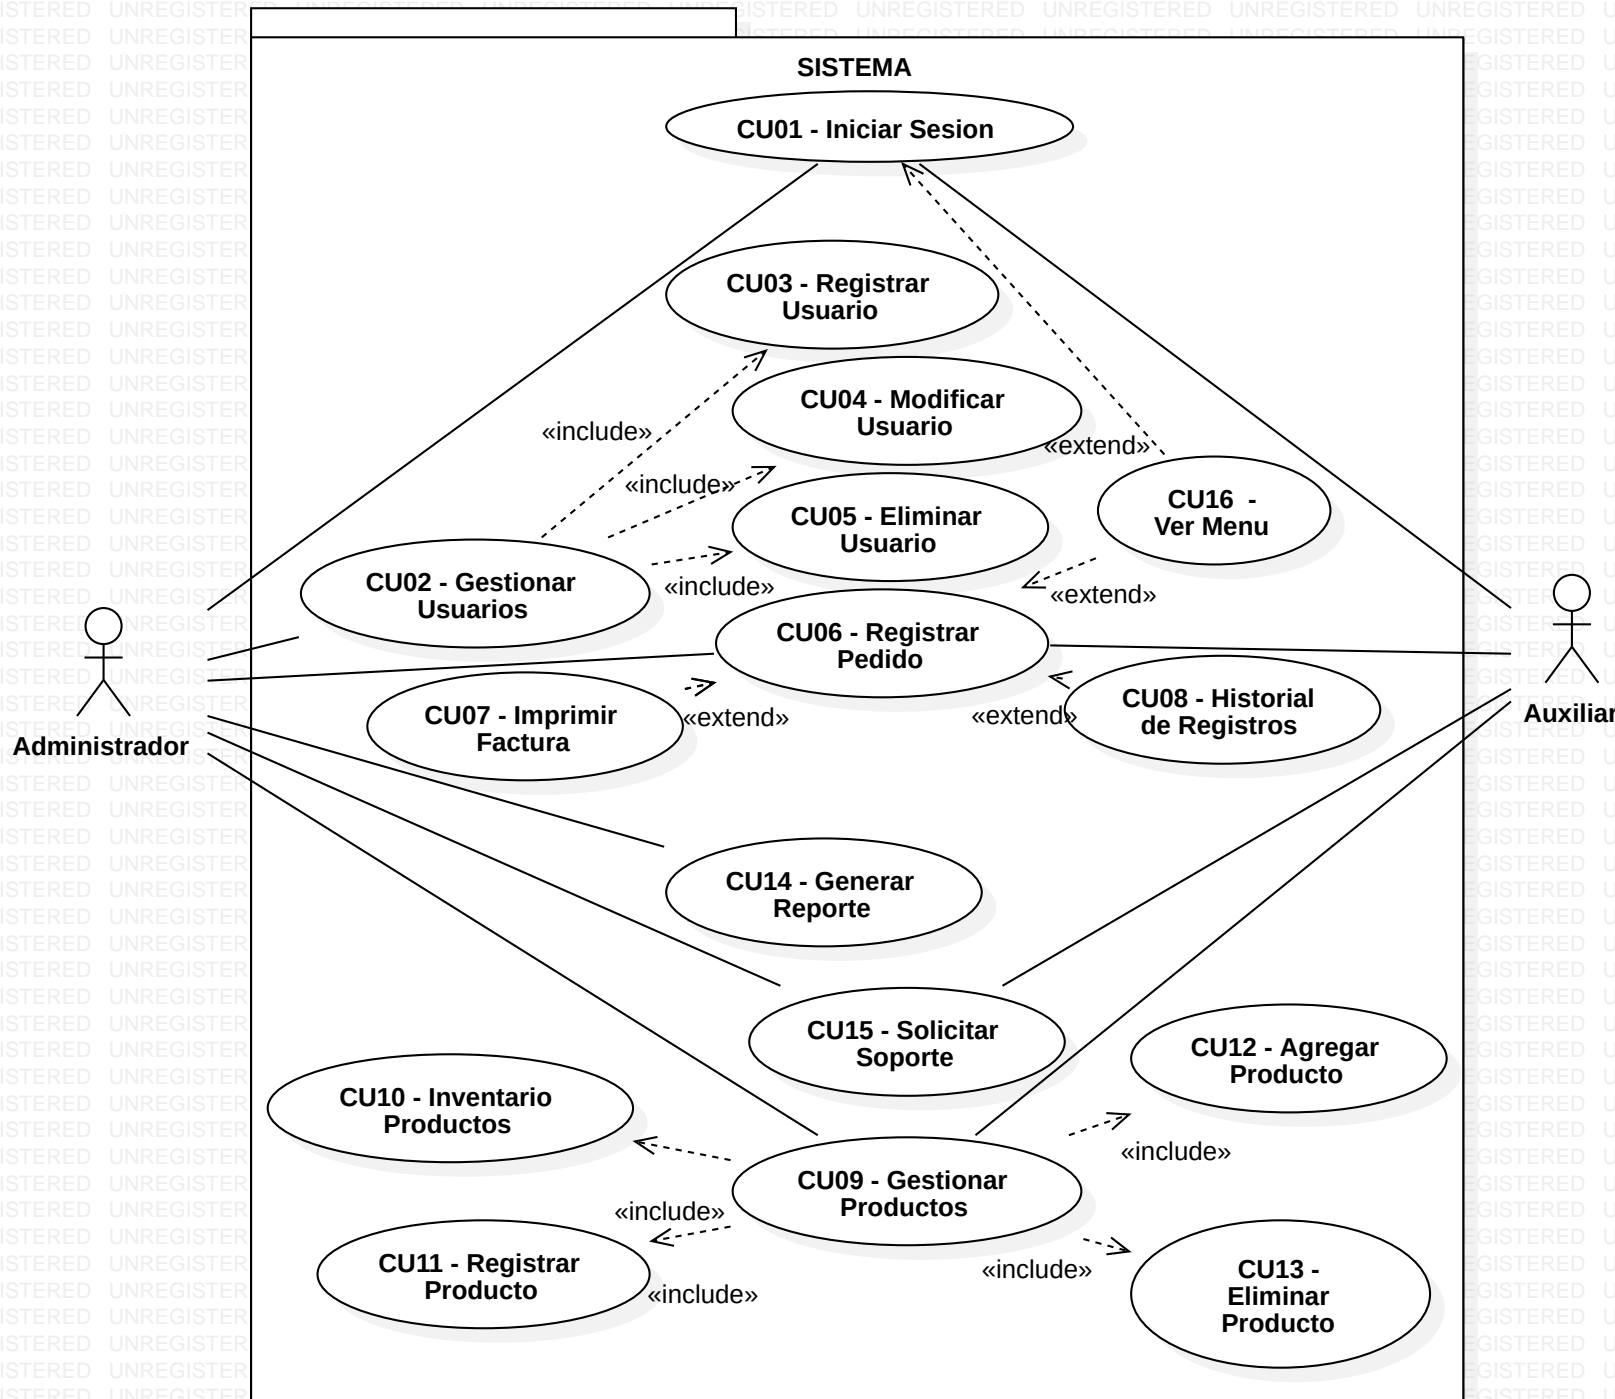 SISTEMA
CU01 - Iniciar Sesion
CU03 - Registrar
Usuario
CU04 - Modificar
Usuario
«include»
«extend»
«include»
CU16 -
Ver Menu
CU05 - Eliminar
Usuario
CU02 - Gestionar
Usuarios
«include»
«extend»
CU06 - Registrar
Pedido
CU07 - Imprimir
Factura
«extend»
«extend»
CU08 - Historial
de Registros
Administrador
Auxiliar
CU14 - Generar
Reporte
CU15 - Solicitar
Soporte
CU12 - Agregar
Producto
CU10 - Inventario
Productos
«include»
CU09 - Gestionar
Productos
«include»
CU11 - Registrar
Producto
«include»
«include»
CU13 -
Eliminar
Producto